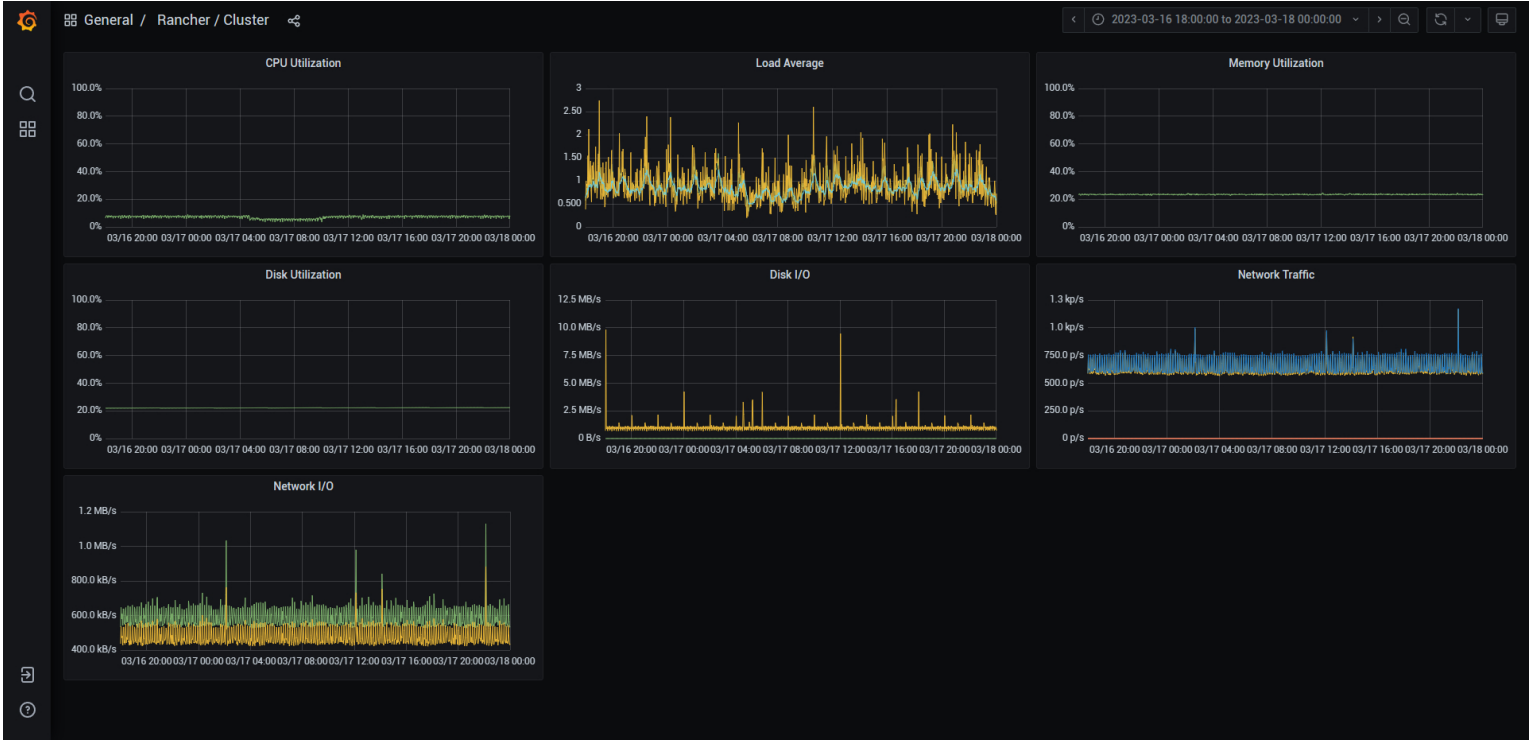 General / Rancher / Cluster
2023-03-16 18:00:00 to 2023-03-18 00:00:00
CPU Utilization
100.0%
80.0%
60.0%
40.0%
20.0%
0%
03/16 20:00 03/17 00:00 03/17 04:00 03/17 08:00 03/17 12:00 03/17 16:00 03/17 20:00 03/18 00:00
Load Average
3
2.50
2
1.50
1
0.500
0
03/16 20:00 03/17 00:00 03/17 04:00 03/17 08:00 03/17 12:00 03/17 16:00 03/17 20:00 03/18 00:00
Memory Utilization
100.0%
80.0%
60.0%
40.0%
20.0%
0%
03/16 20:00 03/17 00:00 03/17 04:00 03/17 08:00 03/17 12:00 03/17 16:00 03/17 20:00 03/18 00:00
Disk Utilization
100.0%
80.0%
60.0%
40.0%
20.0%
0%
03/16 20:00 03/17 00:00 03/17 04:00 03/17 08:00 03/17 12:00 03/17 16:00 03/17 20:00 03/18 00:00
Disk I/O
12.5 MB/s
10.0 MB/s
7.5 MB/s
5.0 MB/s
2.5 MB/s
0 B/s
03/16 20:00 03/17 00:00 03/17 04:00 03/17 08:00 03/17 12:00 03/17 16:00 03/17 20:00 03/18 00:00
Network Traffic
1.3 kp/s
1.0 kp/s
750.0 p/s
500.0 p/s
250.0 p/s
0 p/s
03/16 20:00 03/17 00:00 03/17 04:00 03/17 08:00 03/17 12:00 03/17 16:00 03/17 20:00 03/18 00:00
Network I/O
1.2 MB/s
1.0 MB/s
800.0 kB/s
600.0 kB/s
400.0 kB/s
03/16 20:00 03/17 00:00 03/17 04:00 03/17 08:00 03/17 12:00 03/17 16:00 03/17 20:00 03/18 00:00